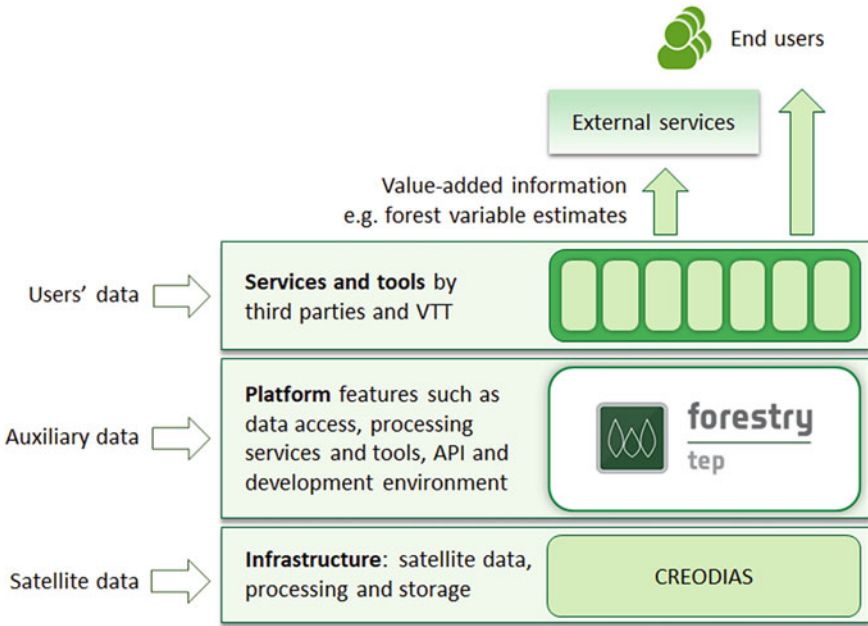 End users
External services
Value-added information
e.g. forest variable estimates
Users' data
Services and tools by
third parties and VTT
Auxiliary data
Platform features such as
data access, processing
services and tools, API and
development environment
forestry
tep
Satellite data
Infrastructure: satellite data,
processing and storage
CREODIAS